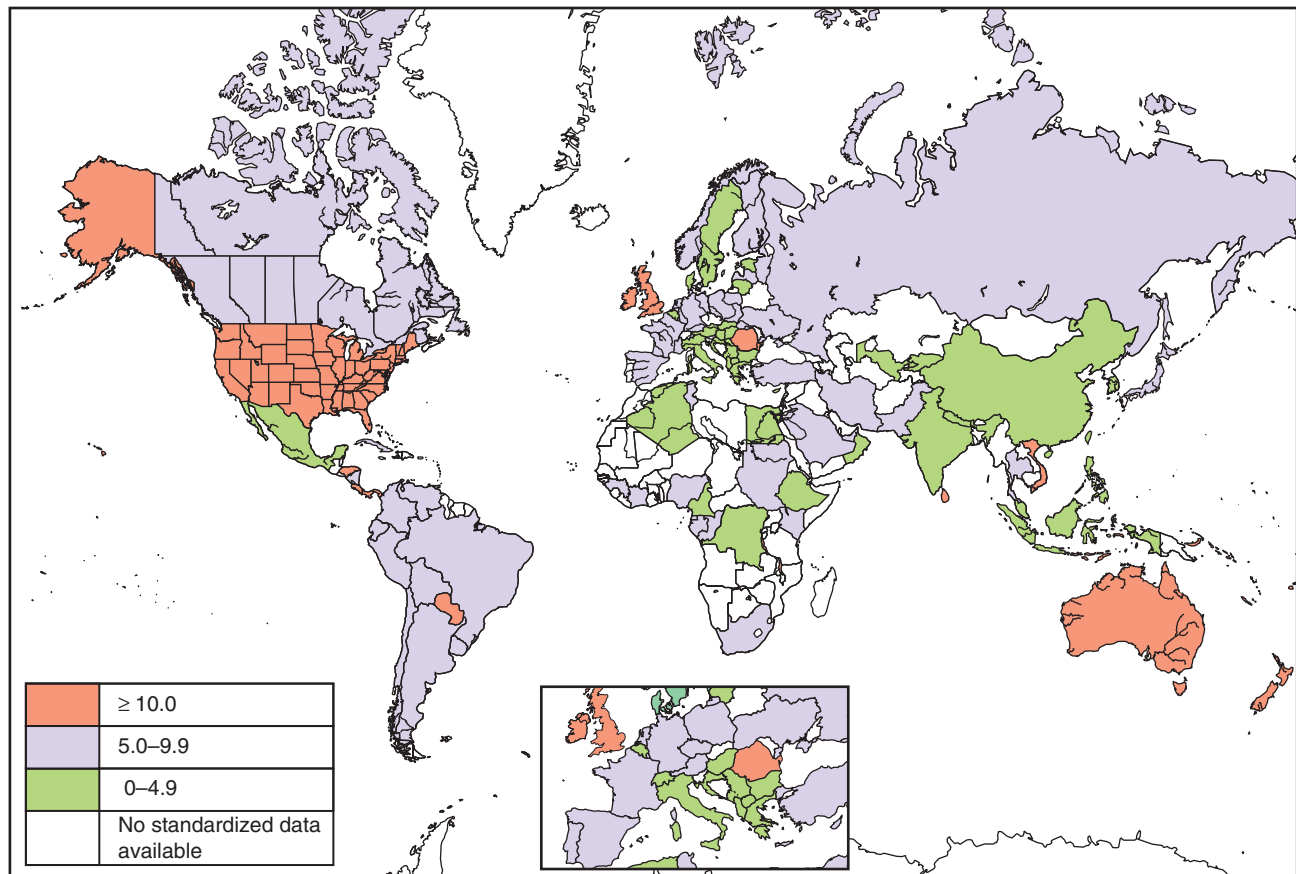 ≥ 10.0
5.0–9.9
0–4.9
No standardized data
available